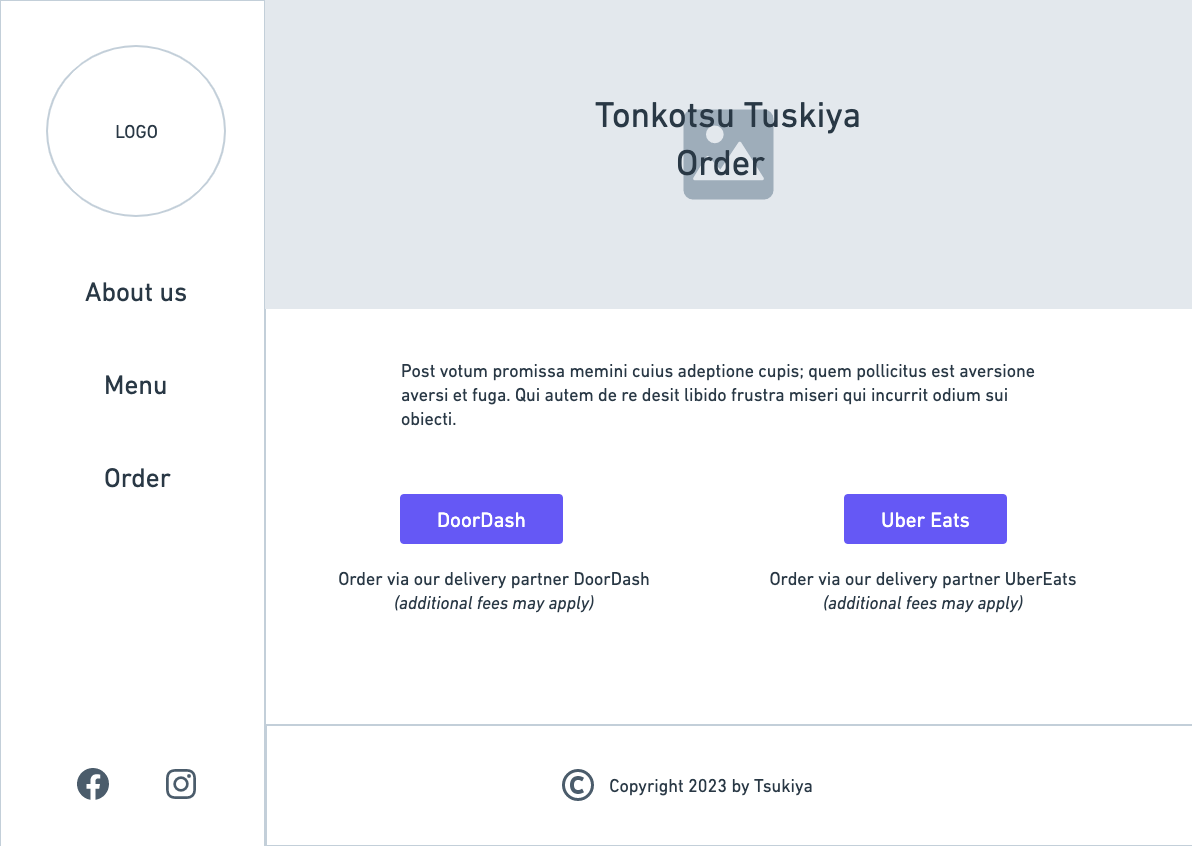 LOGO
About us
Menu
Order
Tonkotsu Tuskiya
Order
Post votum promissa memini cuius adeptione cupis; quem pollicitus est aversione
aversi et fuga. Qui autem de re desit libido frustra miseri qui incurrit odium sui
obiecti.
DoorDash
Order via our delivery partner DoorDash
(additional fees may apply)
Uber Eats
Order via our delivery partner UberEats
(additional fees may apply)
© Copyright 2023 by Tsukiya